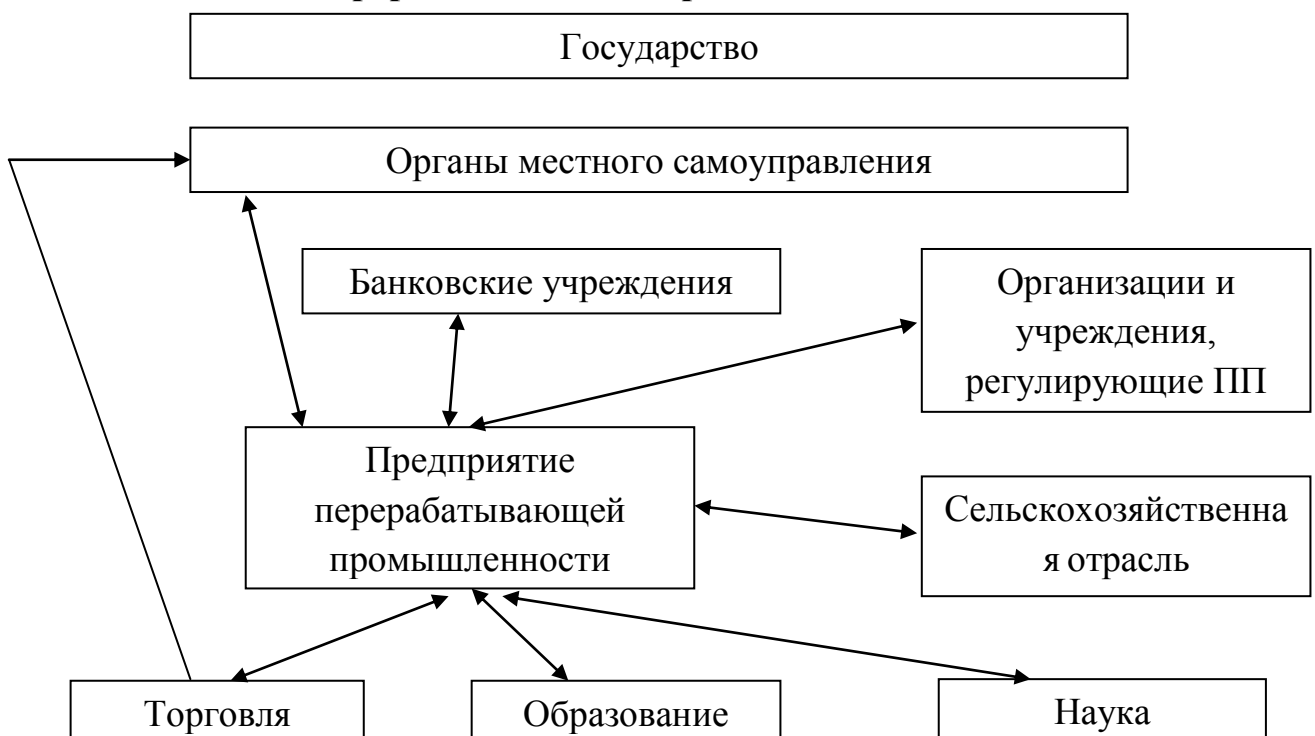 Государство
Органы местного самоуправления
Банковские учреждения
Организации и
учреждения,
регулирующие ПП
Предприятие
перерабатывающей
промышленности
Сельскохозяйственна
я отрасль
Торговля
Образование
Наука